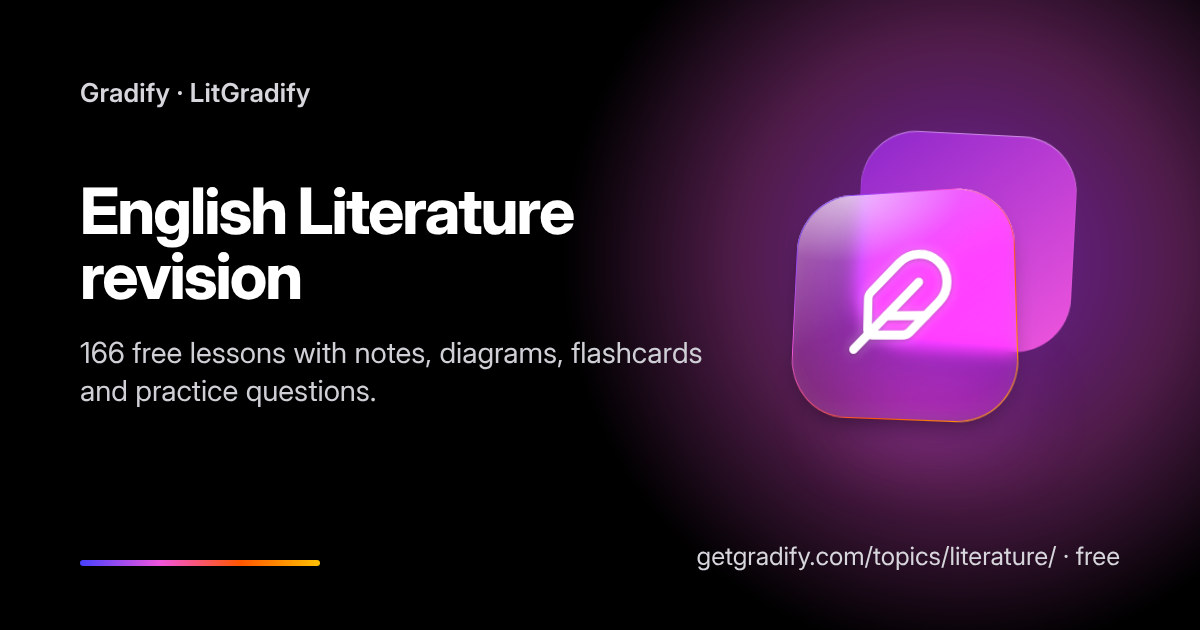 Gradify · LitGradify
English Literature
revision
166 free lessons with notes, diagrams, flashcards
and practice questions.
getgradify.com/topics/literature/ · free